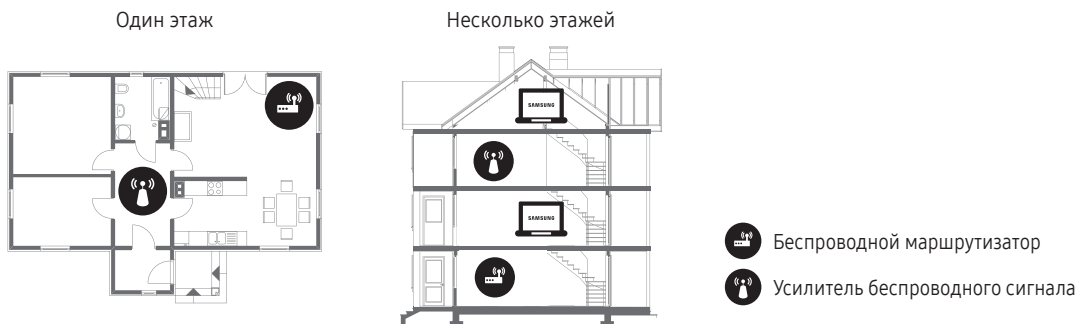 Один этаж
Несколько этажей
SAMSUNG
SAMSUNG
Беспроводной маршрутизатор
Усилитель беспроводного сигнала